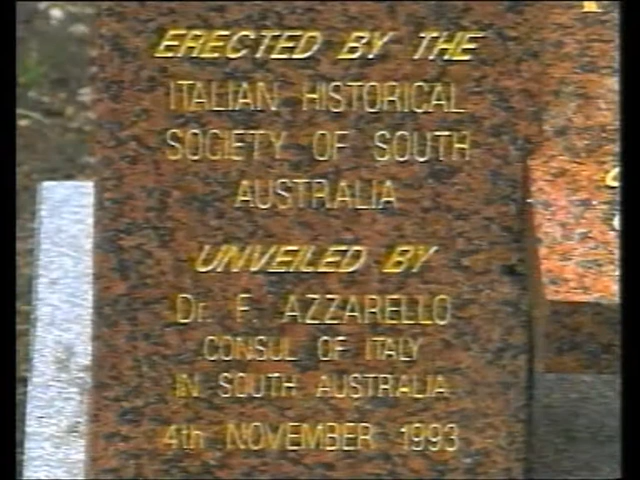 ERECTED BY THE
ITALIAN HISTORICAL
SOCIETY OF SOUTH
AUSTRALIA
UNVEILED BY
Dr. F. AZZARELLO
CONSUL OF ITALY
IN SOUTH AUSTRALIA
4th NOVEMBER 1993